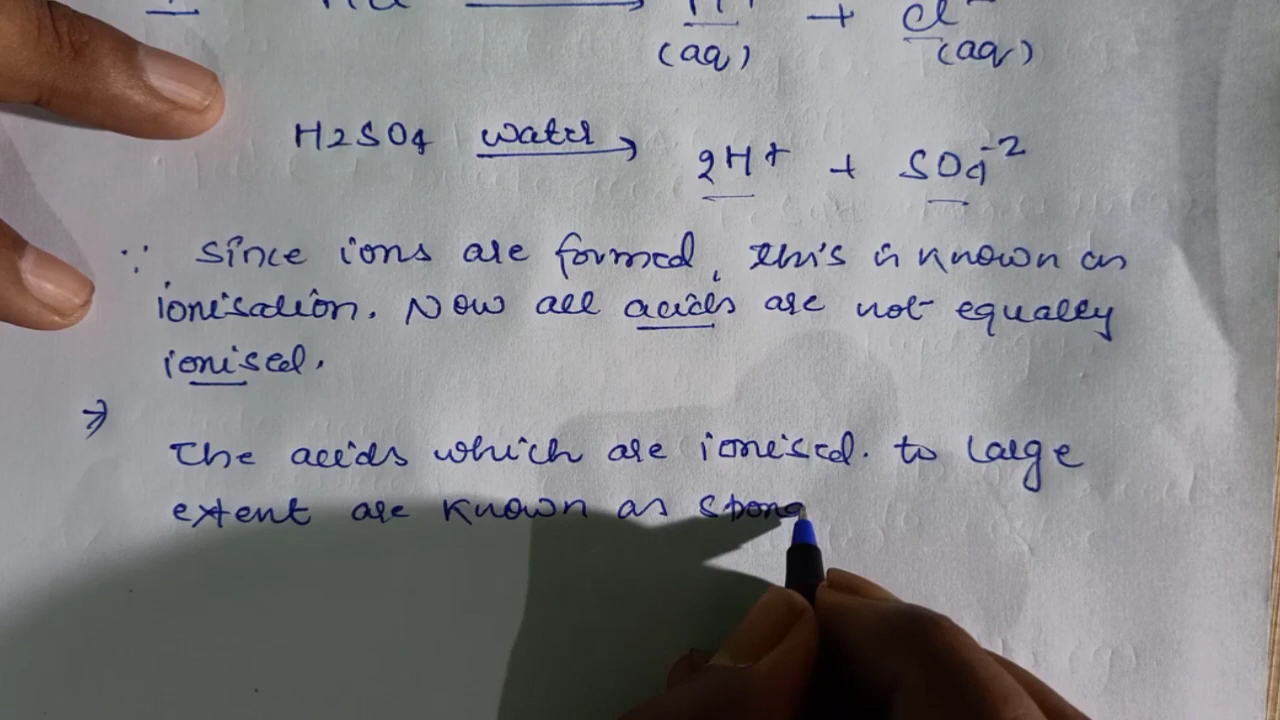 + Cl-
(aq) (aq)
H2SO4 water 2H+ + SO4-2
∵ Since ions are formed, this is known as
ionisation. Now all acids are not equally
ionised.
⇒
The acids which are ionised. to large
extent are known as strong